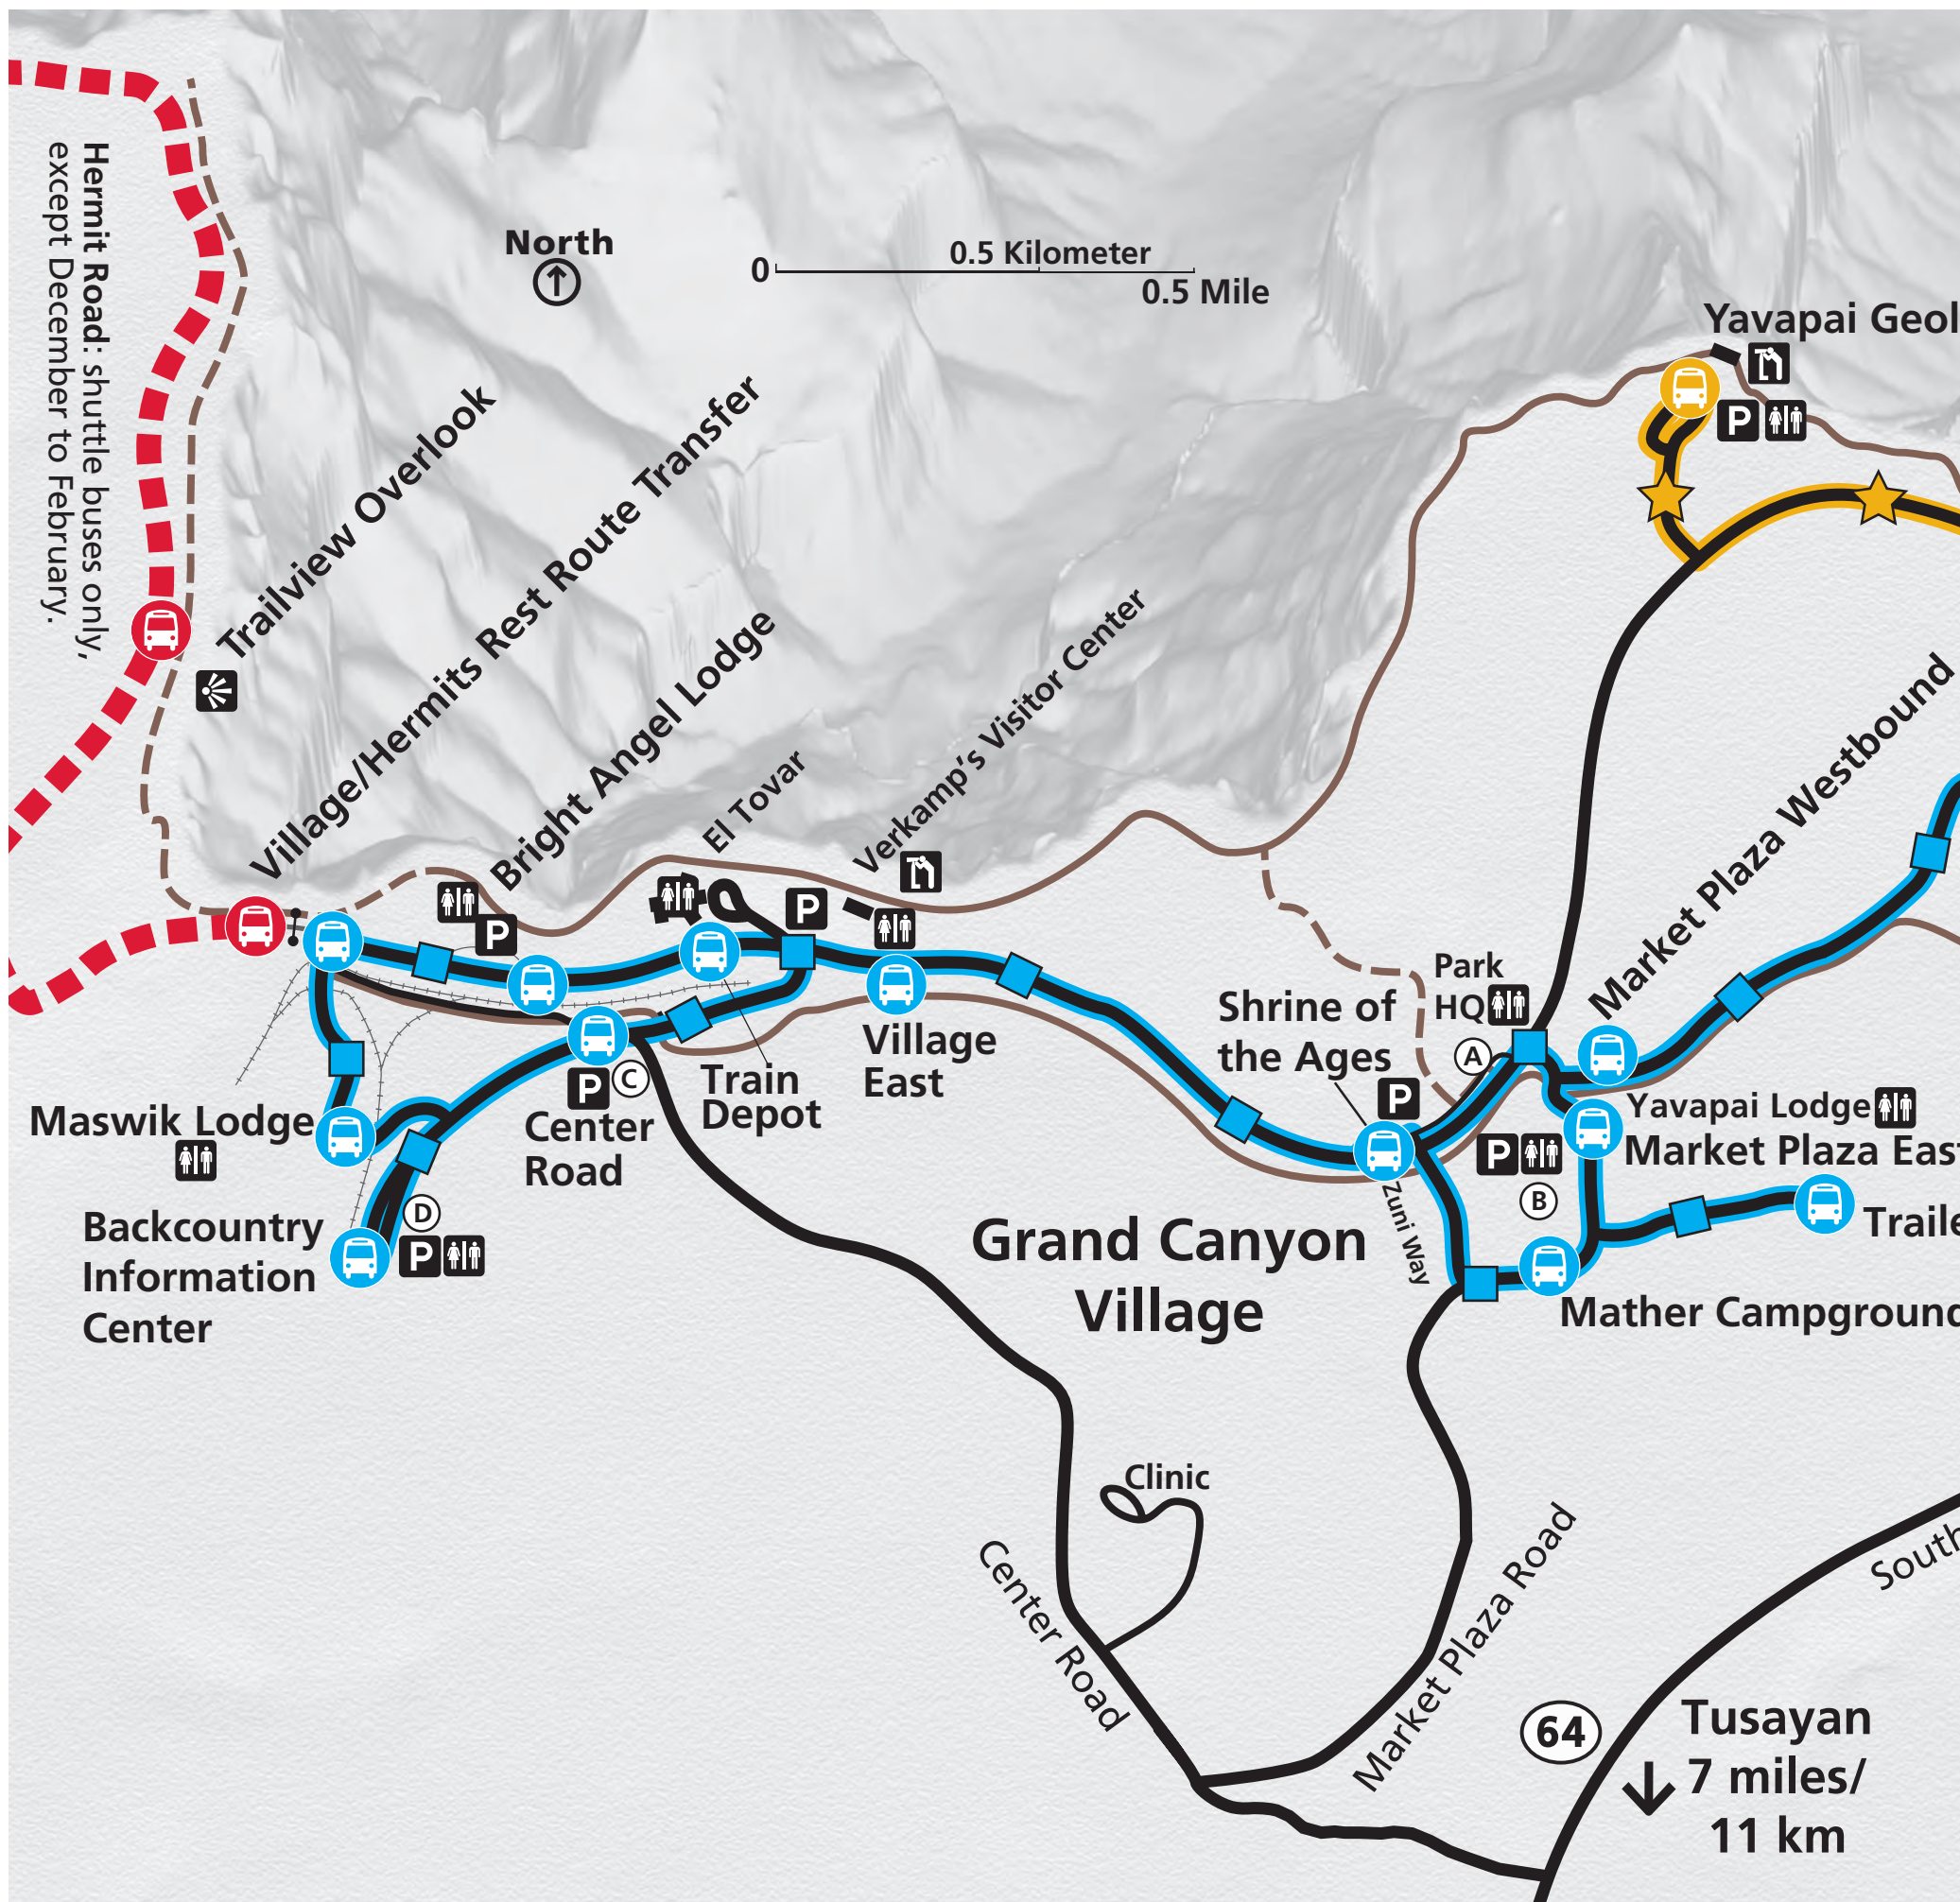 Hermit Road: shuttle buses only,
except December to February.
North
0
0.5 Kilometer
0.5 Mile
Yavapai Geol
P
Trailview Overlook
Village/Hermits Rest Route Transfer
Bright Angel Lodge
El Tovar
Verkamp's Visitor Center
Market Plaza Westbound
P
P
Park
HQ
A
Shrine of
the Ages
P
Village
East
Train
Depot
P
C
Center
Road
Maswik Lodge
Yavapai Lodge
Market Plaza East
P
B
Zuni Way
Traile
Mather Campground
D
P
Backcountry
Information
Center
Grand Canyon
Village
Clinic
Center Road
Market Plaza Road
South
64
Tusayan
7 miles/
11 km